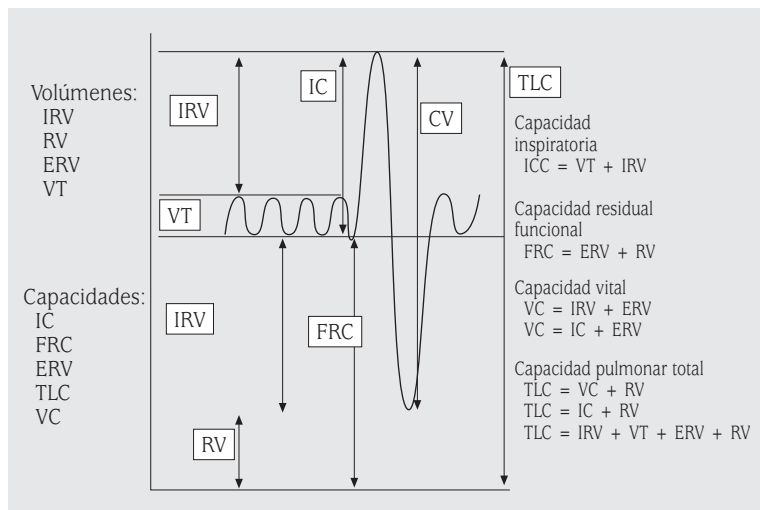 Volúmenes:
IRV
RV
ERV
VT
Capacidades:
IC
FRC
ERV
TLC
VC
IRV
IC
CV
TLC
VT
IRV
FRC
RV
Capacidad
inspiratoria
ICC = VT + IRV
Capacidad residual
funcional
FRC = ERV + RV
Capacidad vital
VC = IRV + ERV
VC = IC + ERV
Capacidad pulmonar total
TLC = VC + RV
TLC = IC + RV
TLC = IRV + VT + ERV + RV